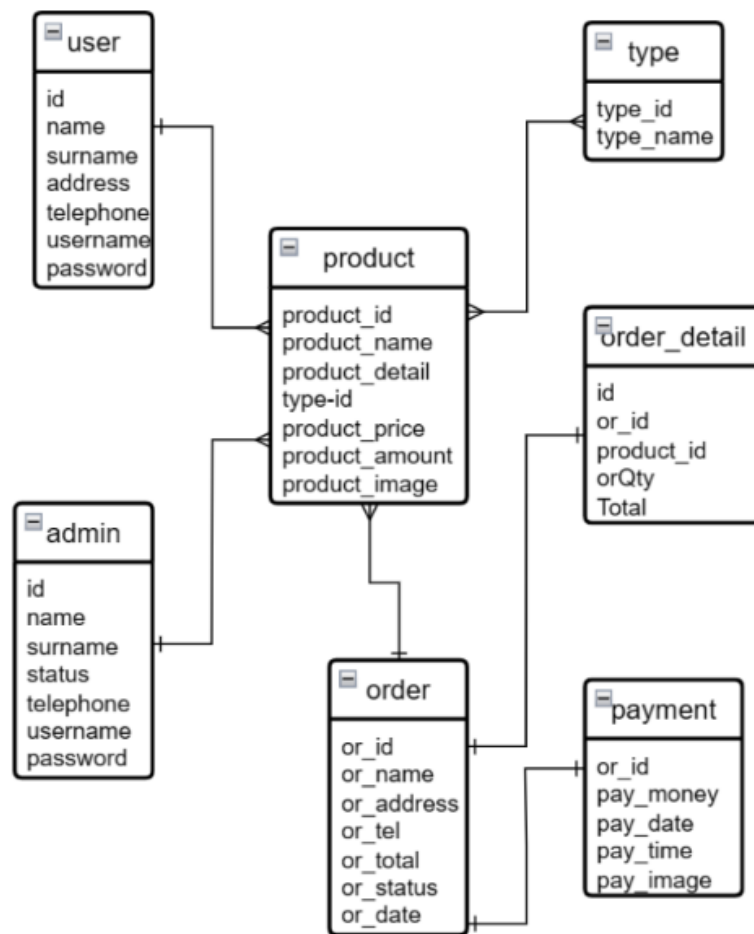 user
id
name
surname
address
telephone
username
password
type
type_id
type_name
product
product_id
product_name
product_detail
type-id
product_price
product_amount
product_image
order_detail
id
or_id
product_id
orQty
Total
admin
id
name
surname
status
telephone
username
password
order
or_id
or_name
or_address
or_tel
or_total
or_status
or_date
payment
or_id
pay_money
pay_date
pay_time
pay_image